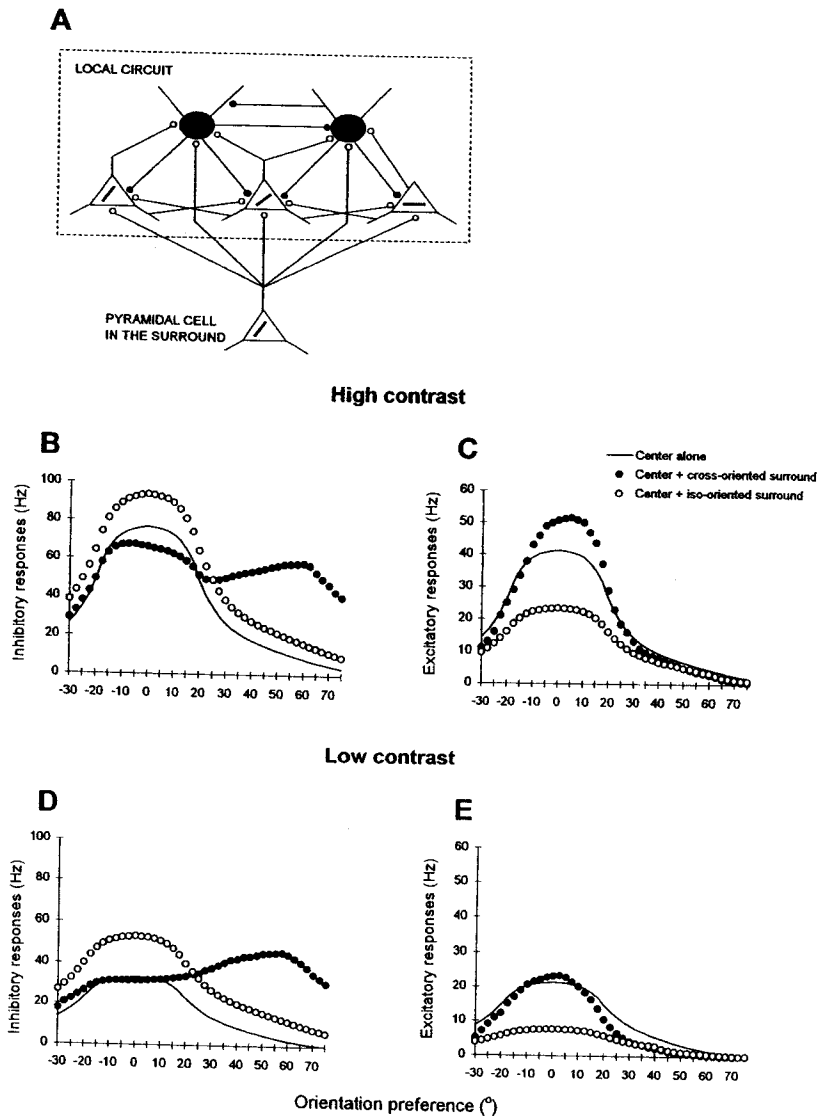 A
LOCAL CIRCUIT
PYRAMIDAL CELL
IN THE SURROUND
High contrast
B
Inhibitory responses (Hz)
100
80
60
40
20
0
-30 -20 -10 0 10 20 30 40 50 60 70
C
Center alone
Center + cross-oriented surround
Center + iso-oriented surround
Excitatory responses (Hz)
60
50
40
30
20
10
0
-30 -20 -10 0 10 20 30 40 50 60 70
Low contrast
D
Inhibitory responses (Hz)
100
80
60
40
20
0
-30 -20 -10 0 10 20 30 40 50 60 70
E
Excitatory responses (Hz)
60
50
40
30
20
10
0
-30 -20 -10 0 10 20 30 40 50 60 70
Orientation preference (°)